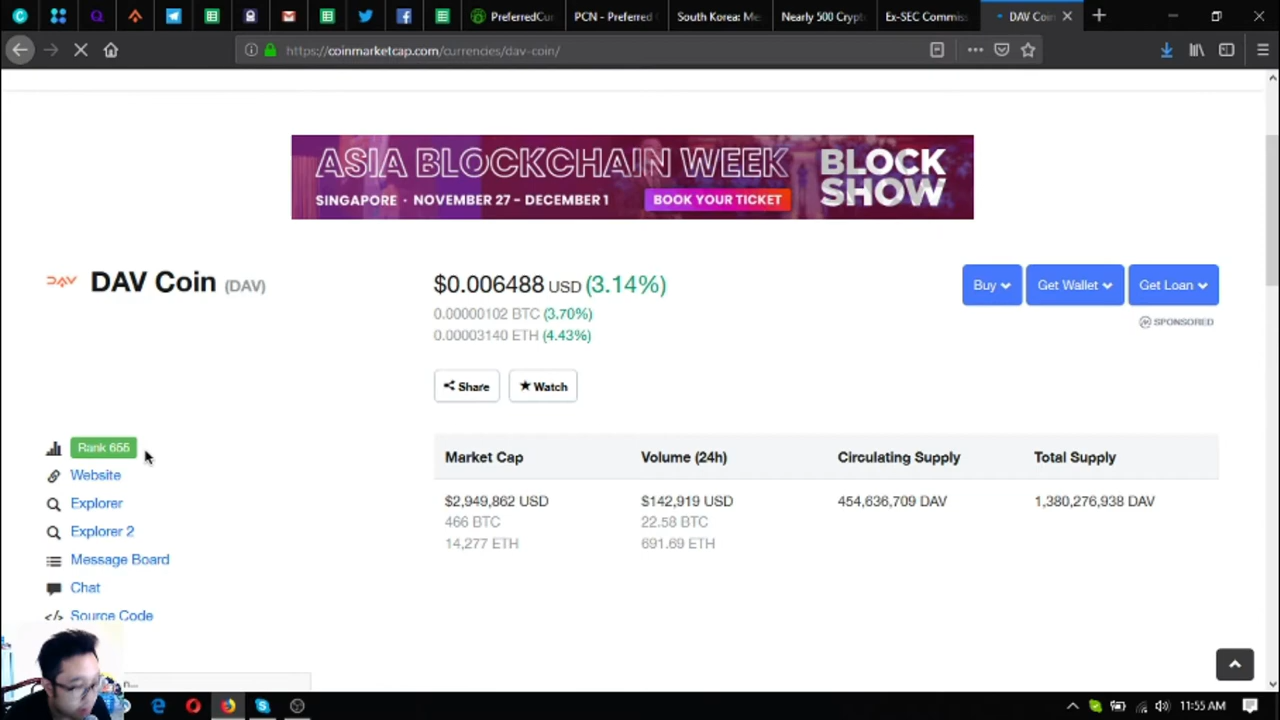 PreferredCur
PCN - Preferred
South Korea: Me
Nearly 500 Crypt
Ex-SEC Commiss
DAV Coin
https://coinmarketcap.com/currencies/dav-coin/
ASIA BLOCKCHAIN WEEK
SINGAPORE · NOVEMBER 27 - DECEMBER 1
BOOK YOUR TICKET
BLOCK
SHOW
DAV
DAV Coin (DAV)
$0.006488 USD (3.14%)
0.00000102 BTC (3.70%)
0.00003140 ETH (4.43%)
Buy
Get Wallet
Get Loan
SPONSORED
Share
Watch
Rank 655
Website
Explorer
Explorer 2
Message Board
Chat
Source Code
Market Cap Volume (24h) Circulating Supply Total Supply
$2,949,862 USD $142,919 USD 454,636,709 DAV 1,380,276,938 DAV
466 BTC 22.58 BTC
14,277 ETH 691.69 ETH
11:55 AM